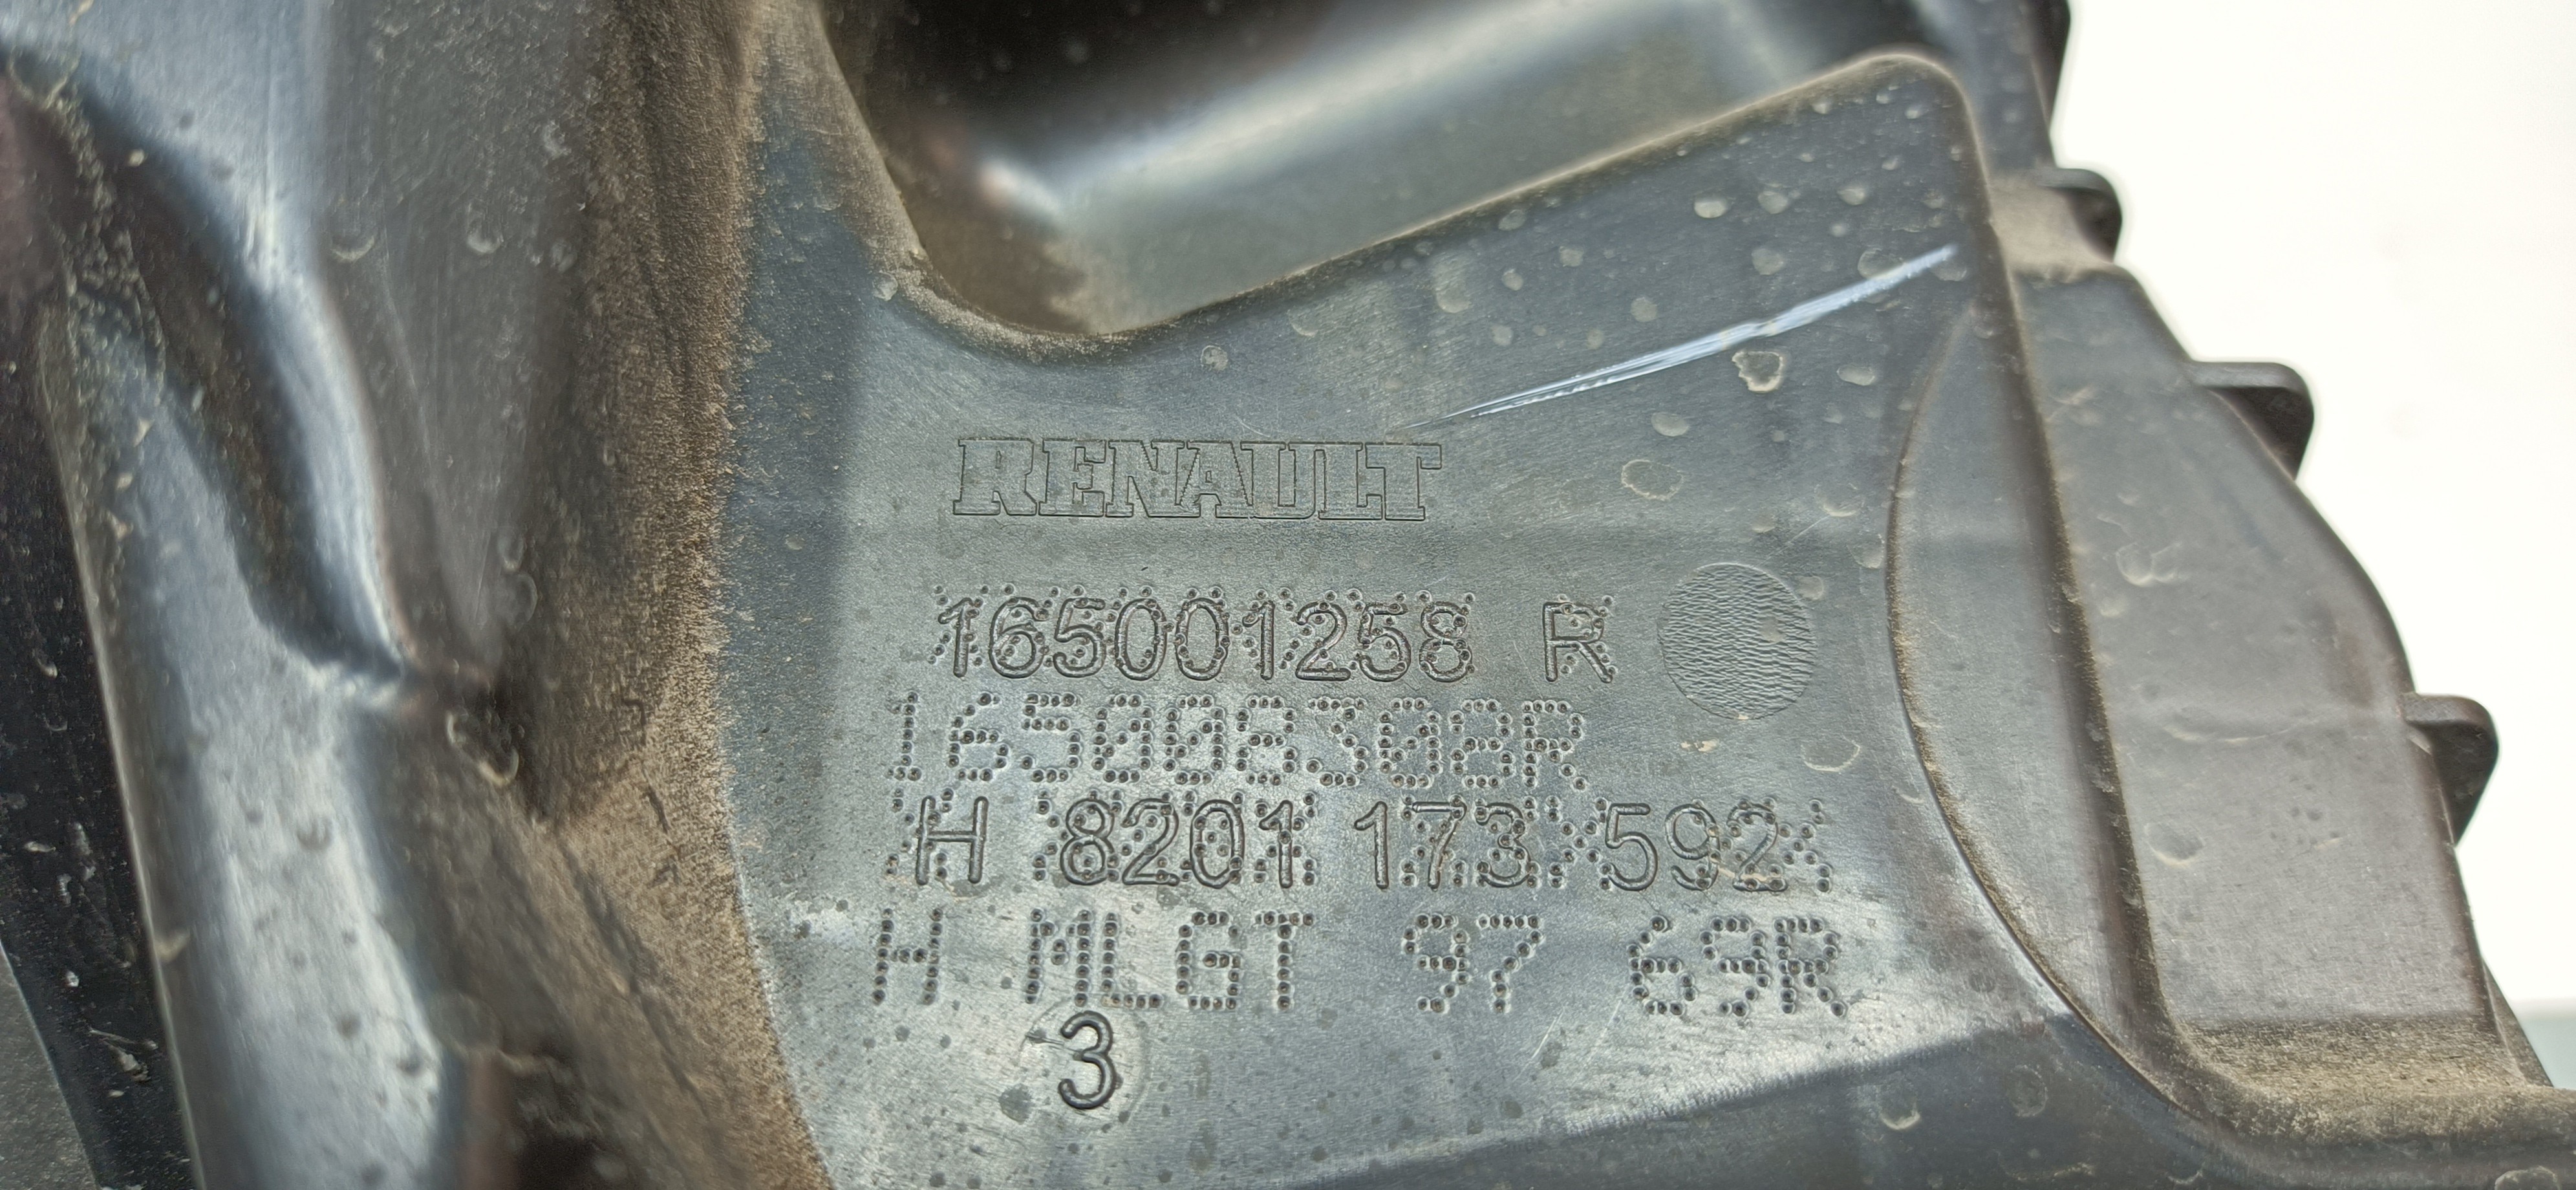 RENAULT
165001258 R
165008308R
H 8201 173 592
H MLGT 97 69R
3